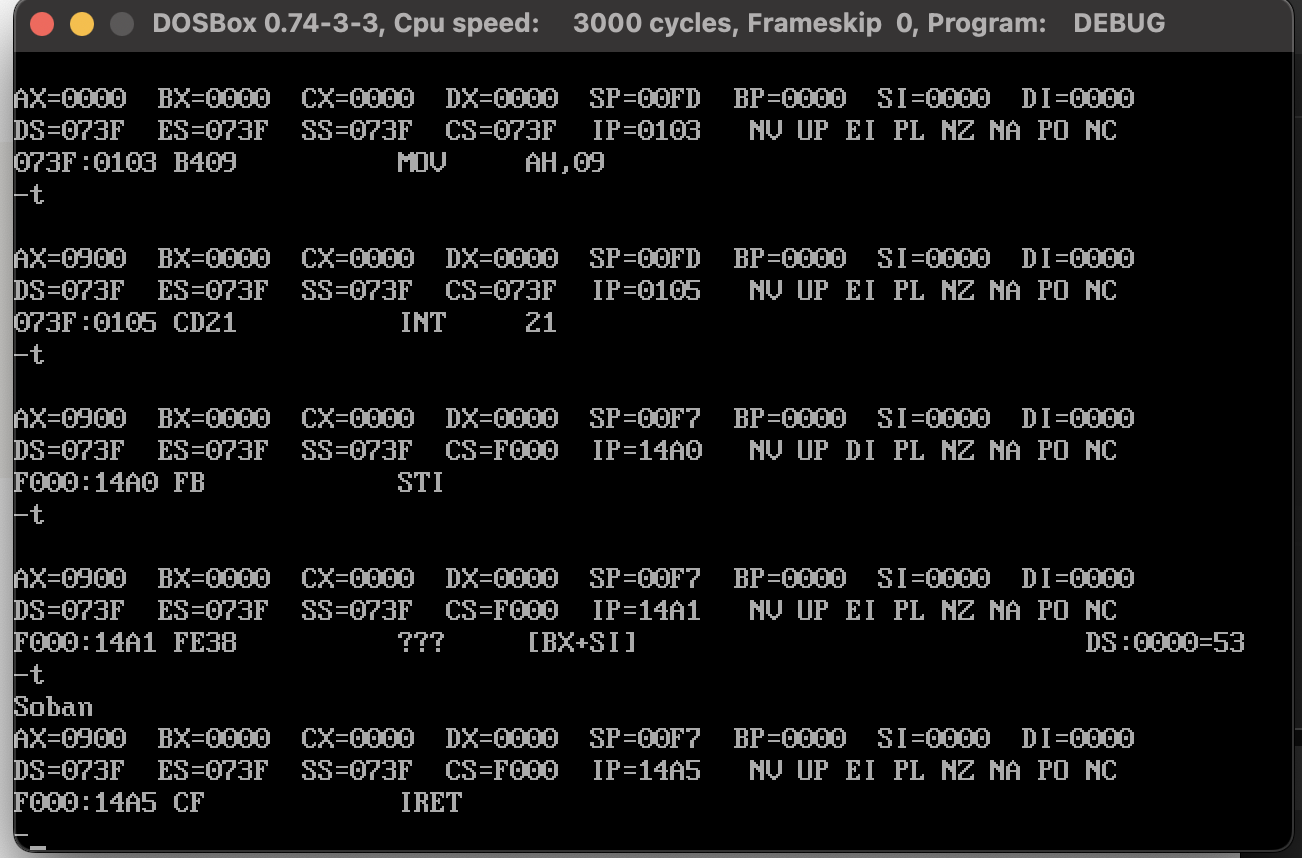 DOSBox 0.74-3-3, Cpu speed: 3000 cycles, Frameskip 0, Program: DEBUG
AX=0000 BX=0000 CX=0000 DX=0000 SP=00FD BP=0000 SI=0000 DI=0000
DS=073F ES=073F SS=073F CS=073F IP=0103 NV UP EI PL NZ NA PO NC
073F:0103 B409 MOV AH,09
-t
AX=0900 BX=0000 CX=0000 DX=0000 SP=00FD BP=0000 SI=0000 DI=0000
DS=073F ES=073F SS=073F CS=073F IP=0105 NV UP EI PL NZ NA PO NC
073F:0105 CD21 INT 21
-t
AX=0900 BX=0000 CX=0000 DX=0000 SP=00F7 BP=0000 SI=0000 DI=0000
DS=073F ES=073F SS=073F CS=F000 IP=14A0 NV UP DI PL NZ NA PO NC
F000:14A0 FB STI
-t
AX=0900 BX=0000 CX=0000 DX=0000 SP=00F7 BP=0000 SI=0000 DI=0000
DS=073F ES=073F SS=073F CS=F000 IP=14A1 NV UP EI PL NZ NA PO NC
F000:14A1 FE38 ??? [BX+SI] DS:0000=53
-t
Soban
AX=0900 BX=0000 CX=0000 DX=0000 SP=00F7 BP=0000 SI=0000 DI=0000
DS=073F ES=073F SS=073F CS=F000 IP=14A5 NV UP EI PL NZ NA PO NC
F000:14A5 CF IRET
-_